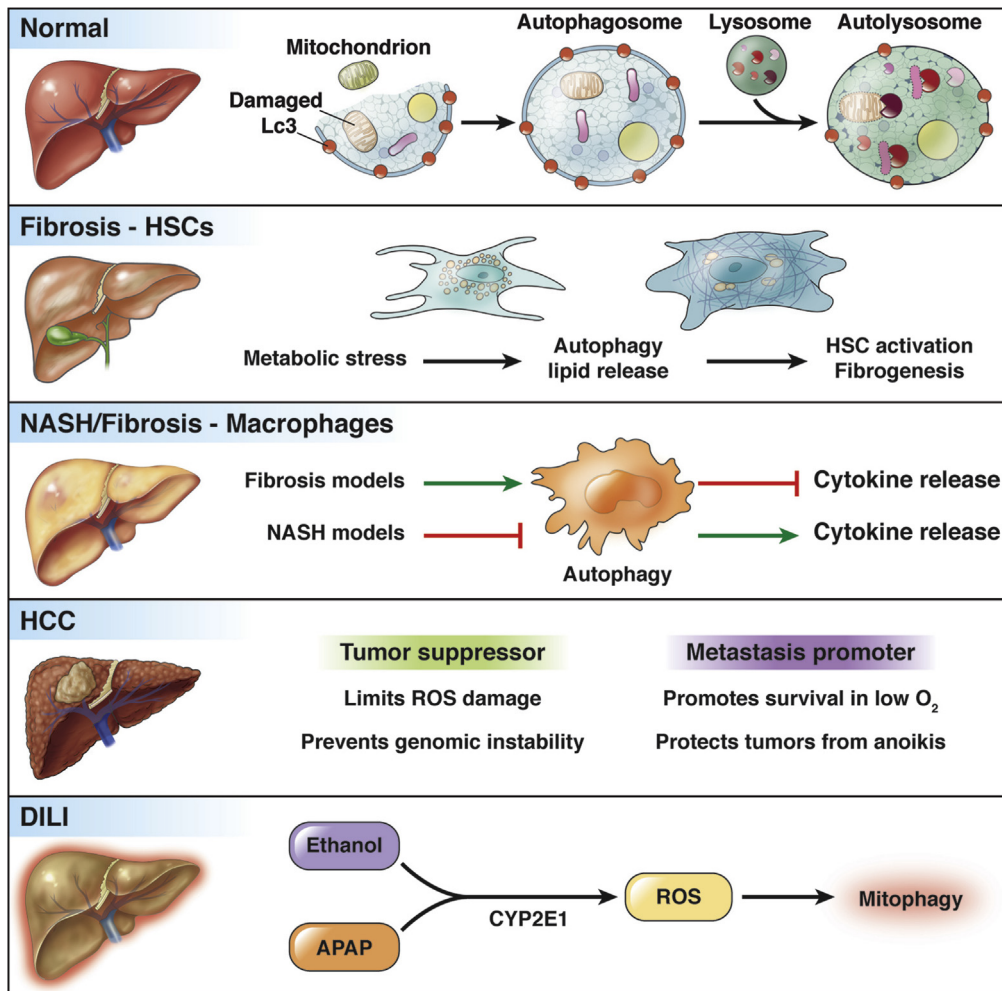 Normal
Mitochondrion
Damaged
Lc3
Autophagosome
Lysosome
Autolysosome
Fibrosis - HSCs
Metabolic stress
Autophagy
lipid release
HSC activation
Fibrogenesis
NASH/Fibrosis - Macrophages
Fibrosis models
Cytokine release
NASH models
Cytokine release
Autophagy
HCC
Tumor suppressor
Limits ROS damage
Prevents genomic instability
Metastasis promoter
Promotes survival in low O₂
Protects tumors from anoikis
DILI
Ethanol
APAP
CYP2E1
ROS
Mitophagy